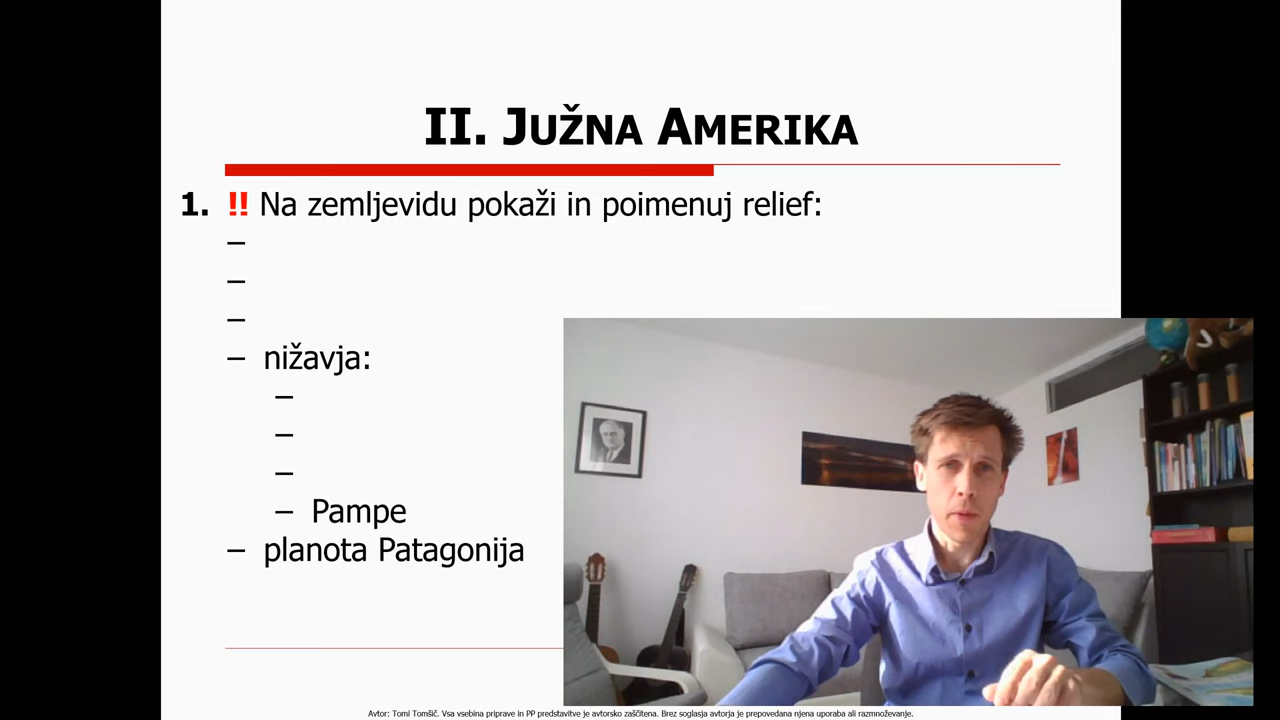 II. JUŽNA AMERIKA
1. !! Na zemljevidu pokaži in poimenuj relief:
–
–
–
– nižavja:
–
–
–
– Pampe
– planota Patagonija
Avtor: Tomi Tomšič. Vsa vsebina priprave in PP predstavitve je avtorsko zaščitena. Brez soglasja avtorja je prepovedana njena uporaba ali razmnoževanje.